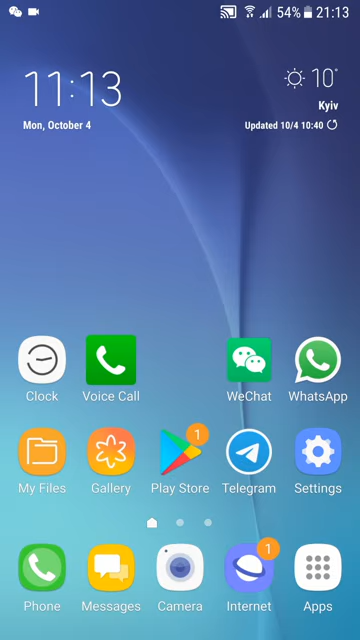 54% 21:13
11:13
10°
Kyiv
Mon, October 4
Updated 10/4 10:40
Clock
Voice Call
WeChat
WhatsApp
1
My Files
Gallery
Play Store
Telegram
Settings
1
Phone
Messages
Camera
Internet
Apps